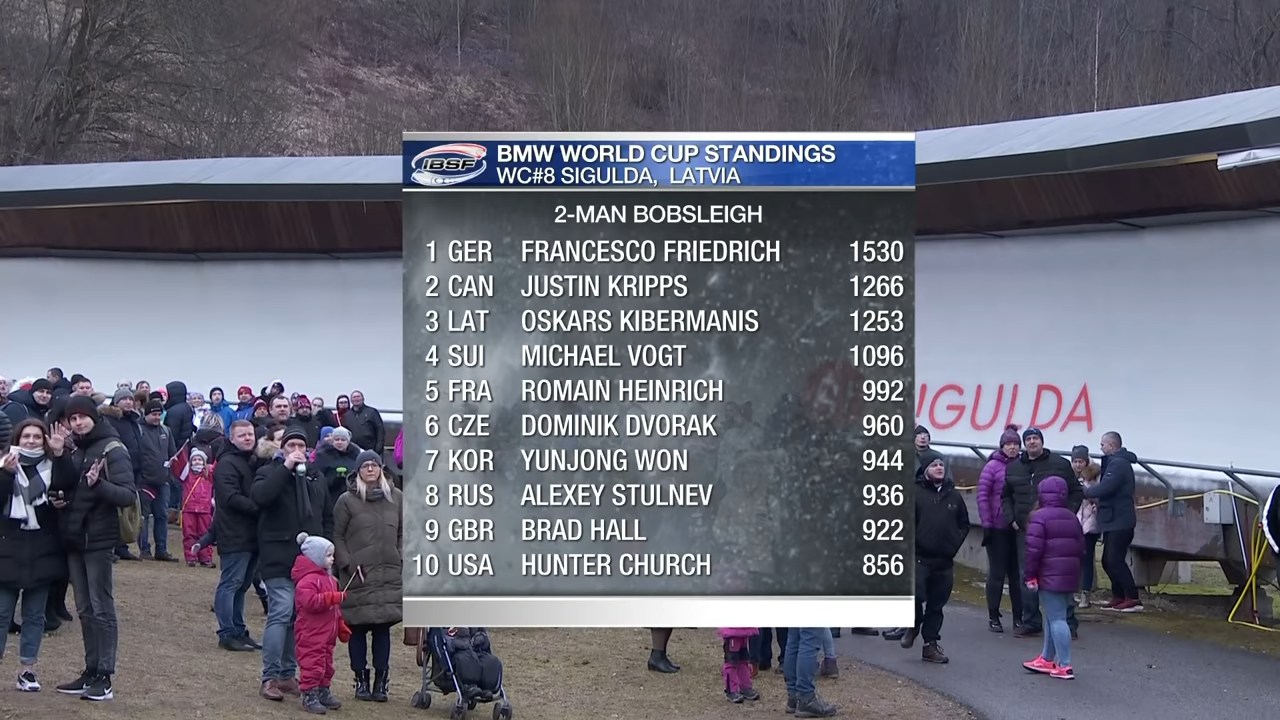 IBSF
BMW WORLD CUP STANDINGS
WC#8 SIGULDA, LATVIA
2-MAN BOBSLEIGH
1 GER FRANCESCO FRIEDRICH 1530
2 CAN JUSTIN KRIPPS 1266
3 LAT OSKARS KIBERMANIS 1253
4 SUI MICHAEL VOGT 1096
5 FRA ROMAIN HEINRICH 992
6 CZE DOMINIK DVORAK 960
7 KOR YUNJONG WON 944
8 RUS ALEXEY STULNEV 936
9 GBR BRAD HALL 922
10 USA HUNTER CHURCH 856
IGULDA